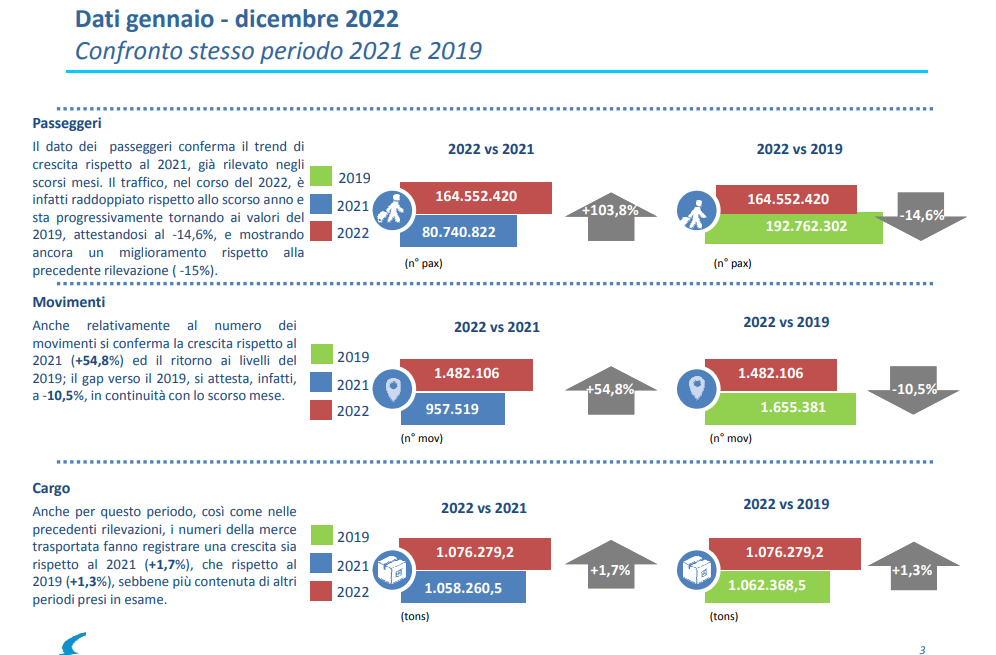 Dati gennaio - dicembre 2022
Confronto stesso periodo 2021 e 2019
Passeggeri
Il dato dei passeggeri conferma il trend di
crescita rispetto al 2021, già rilevato negli
scorsi mesi. Il traffico, nel corso del 2022, è
infatti raddoppiato rispetto allo scorso anno e
sta progressivamente tornando ai valori del
2019, attestandosi al -14,6%, e mostrando
ancora un miglioramento rispetto alla
precedente rilevazione ( -15%).
2019
2021
2022
2022 vs 2021
164.552.420
80.740.822
(n° pax)
+103,8%
2022 vs 2019
164.552.420
192.762.302
(n° pax)
-14,6%
Movimenti
Anche relativamente al numero dei
movimenti si conferma la crescita rispetto al
2021 (+54,8%) ed il ritorno ai livelli del
2019; il gap verso il 2019, si attesta, infatti,
a -10,5%, in continuità con lo scorso mese.
2019
2021
2022
2022 vs 2021
1.482.106
957.519
(n° mov)
+54,8%
2022 vs 2019
1.482.106
1.655.381
(n° mov)
-10,5%
Cargo
Anche per questo periodo, così come nelle
precedenti rilevazioni, i numeri della merce
trasportata fanno registrare una crescita sia
rispetto al 2021 (+1,7%), che rispetto al
2019 (+1,3%), sebbene più contenuta di altri
periodi presi in esame.
2019
2021
2022
2022 vs 2021
1.076.279,2
1.058.260,5
(tons)
+1,7%
2022 vs 2019
1.076.279,2
1.062.368,5
(tons)
+1,3%
3